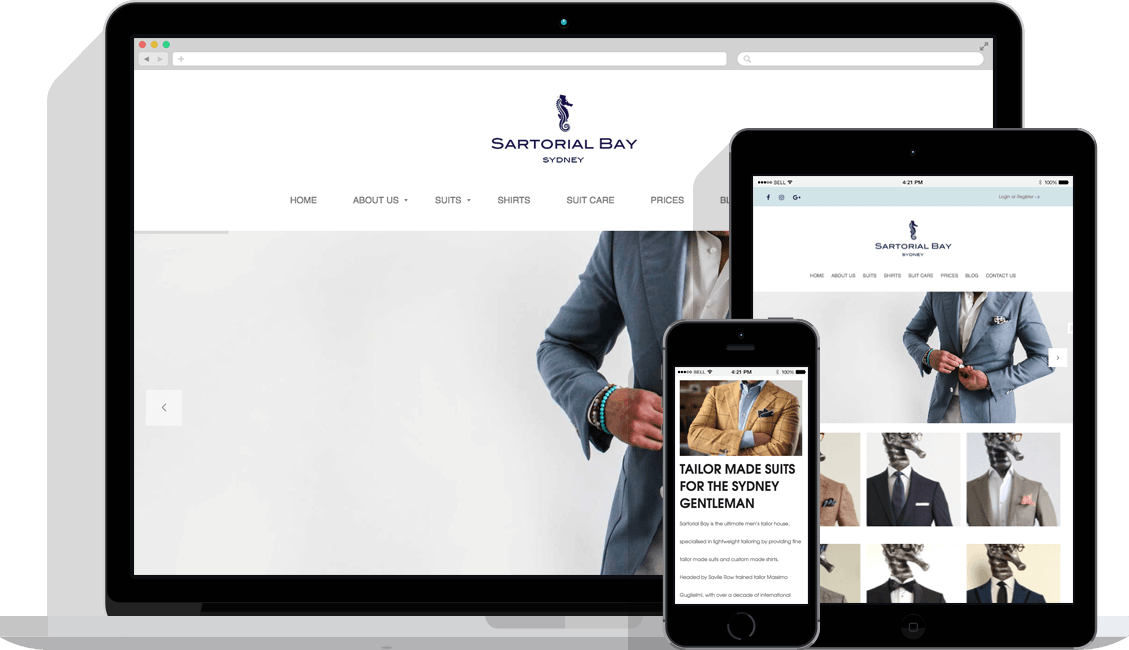 SARTORIAL BAY
SYDNEY
HOME ABOUT US SUITS SHIRTS SUIT CARE PRICES BL
BELL 4:21 PM 100%
Login or Register
SARTORIAL BAY
SYDNEY
HOME ABOUT US SUITS SHIRTS SUIT CARE PRICES BLOG CONTACT US
BELL 4:21 PM 100%
TAILOR MADE SUITS
FOR THE SYDNEY
GENTLEMAN
Sartorial Bay is the ultimate men's tailor house,
specialised in lightweight tailoring by providing fine
tailor made suits and custom made shirts.
Headed by Savile Row trained tailor Massimo
Guglielmi, with over a decade of international